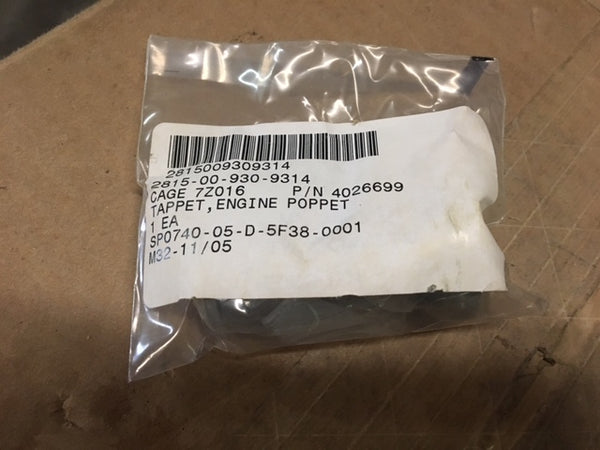 2815009309314
2815-00-930-9314
CAGE 7Z016 P/N 4026699
TAPPET,ENGINE POPPET
1 EA
SP0740-05-D-5F38-0001
M32-11/05